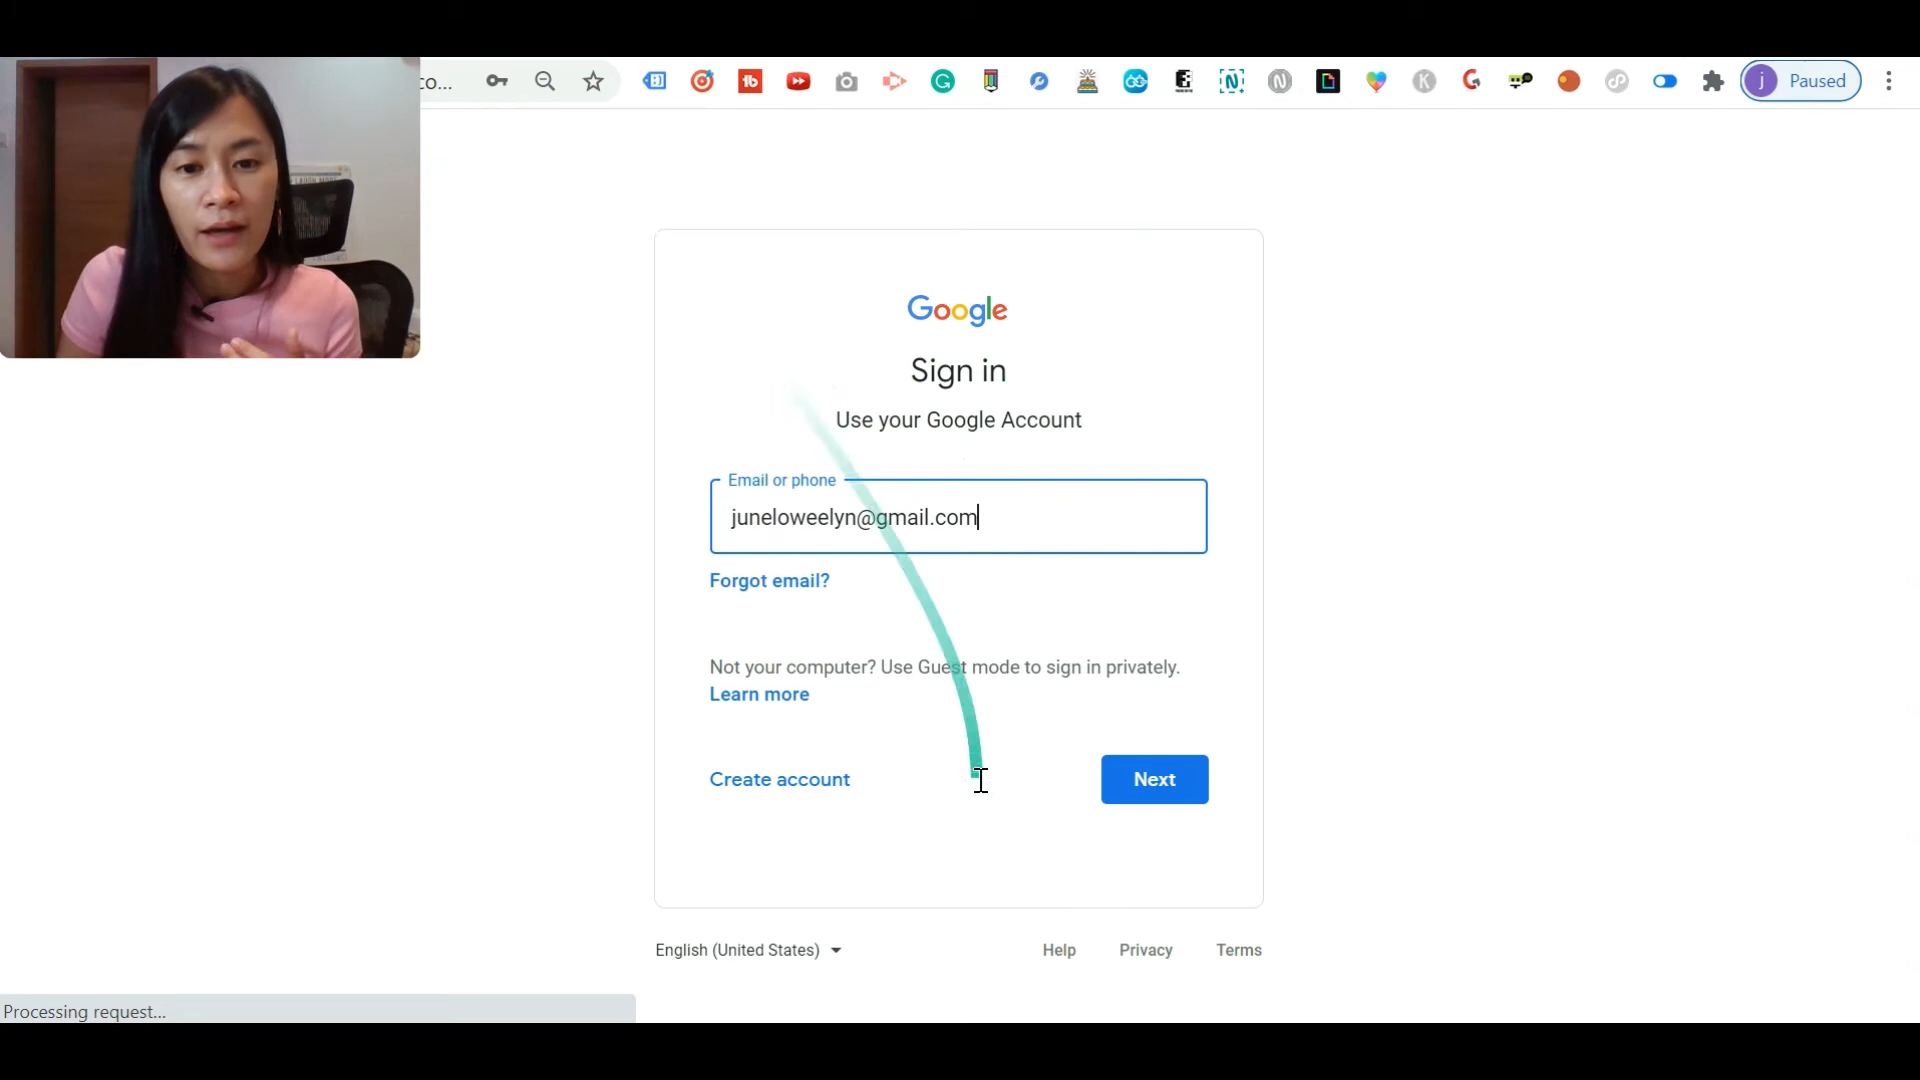 co...
Paused
j
Google
Sign in
Use your Google Account
Email or phone
juneloweelyn@gmail.com
Forgot email?
Not your computer? Use Guest mode to sign in privately.
Learn more
Create account
Next
English (United States)
Help
Privacy
Terms
Processing request...